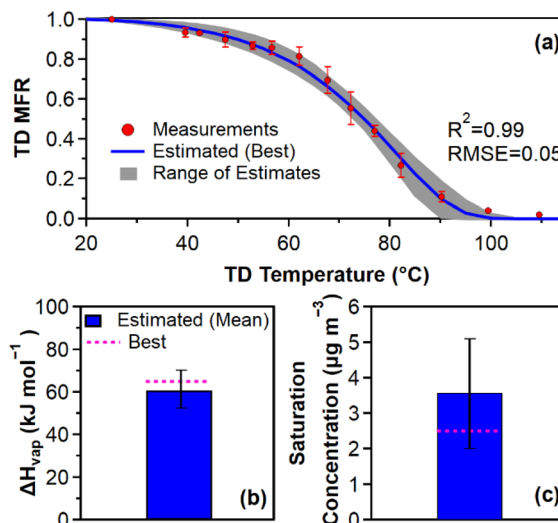 (a)
TD MFR
1.0
0.8
0.6
0.4
0.2
0.0
Measurements
Estimated (Best)
Range of Estimates
R²=0.99
RMSE=0.05
20 40 60 80 100
TD Temperature (°C)
ΔHvap (kJ mol⁻¹)
100
80
60
40
20
0
Estimated (Mean)
Best
(b)
Saturation
Concentration (µg m⁻³)
6
5
4
3
2
1
0
(c)